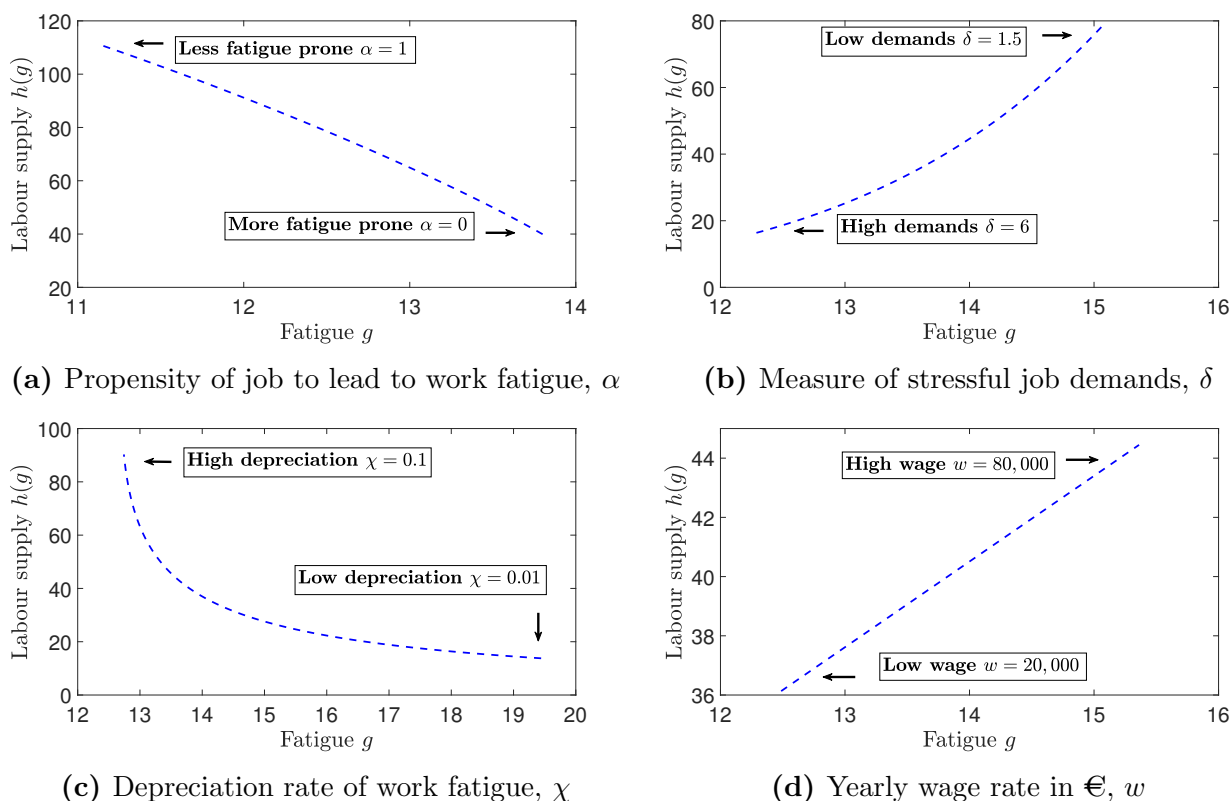 120
100
80
60
40
20
Labour supply h(g)
Less fatigue prone α = 1
More fatigue prone α = 0
11 12 13 14
Fatigue g
(a) Propensity of job to lead to work fatigue, α
80
60
40
20
0
Labour supply h(g)
Low demands δ = 1.5
High demands δ = 6
12 13 14 15 16
Fatigue g
(b) Measure of stressful job demands, δ
100
80
60
40
20
0
Labour supply h(g)
High depreciation χ = 0.1
Low depreciation χ = 0.01
12 13 14 15 16 17 18 19 20
Fatigue g
(c) Depreciation rate of work fatigue, χ
44
42
40
38
36
Labour supply h(g)
High wage w = 80,000
Low wage w = 20,000
12 13 14 15 16
Fatigue g
(d) Yearly wage rate in €, w